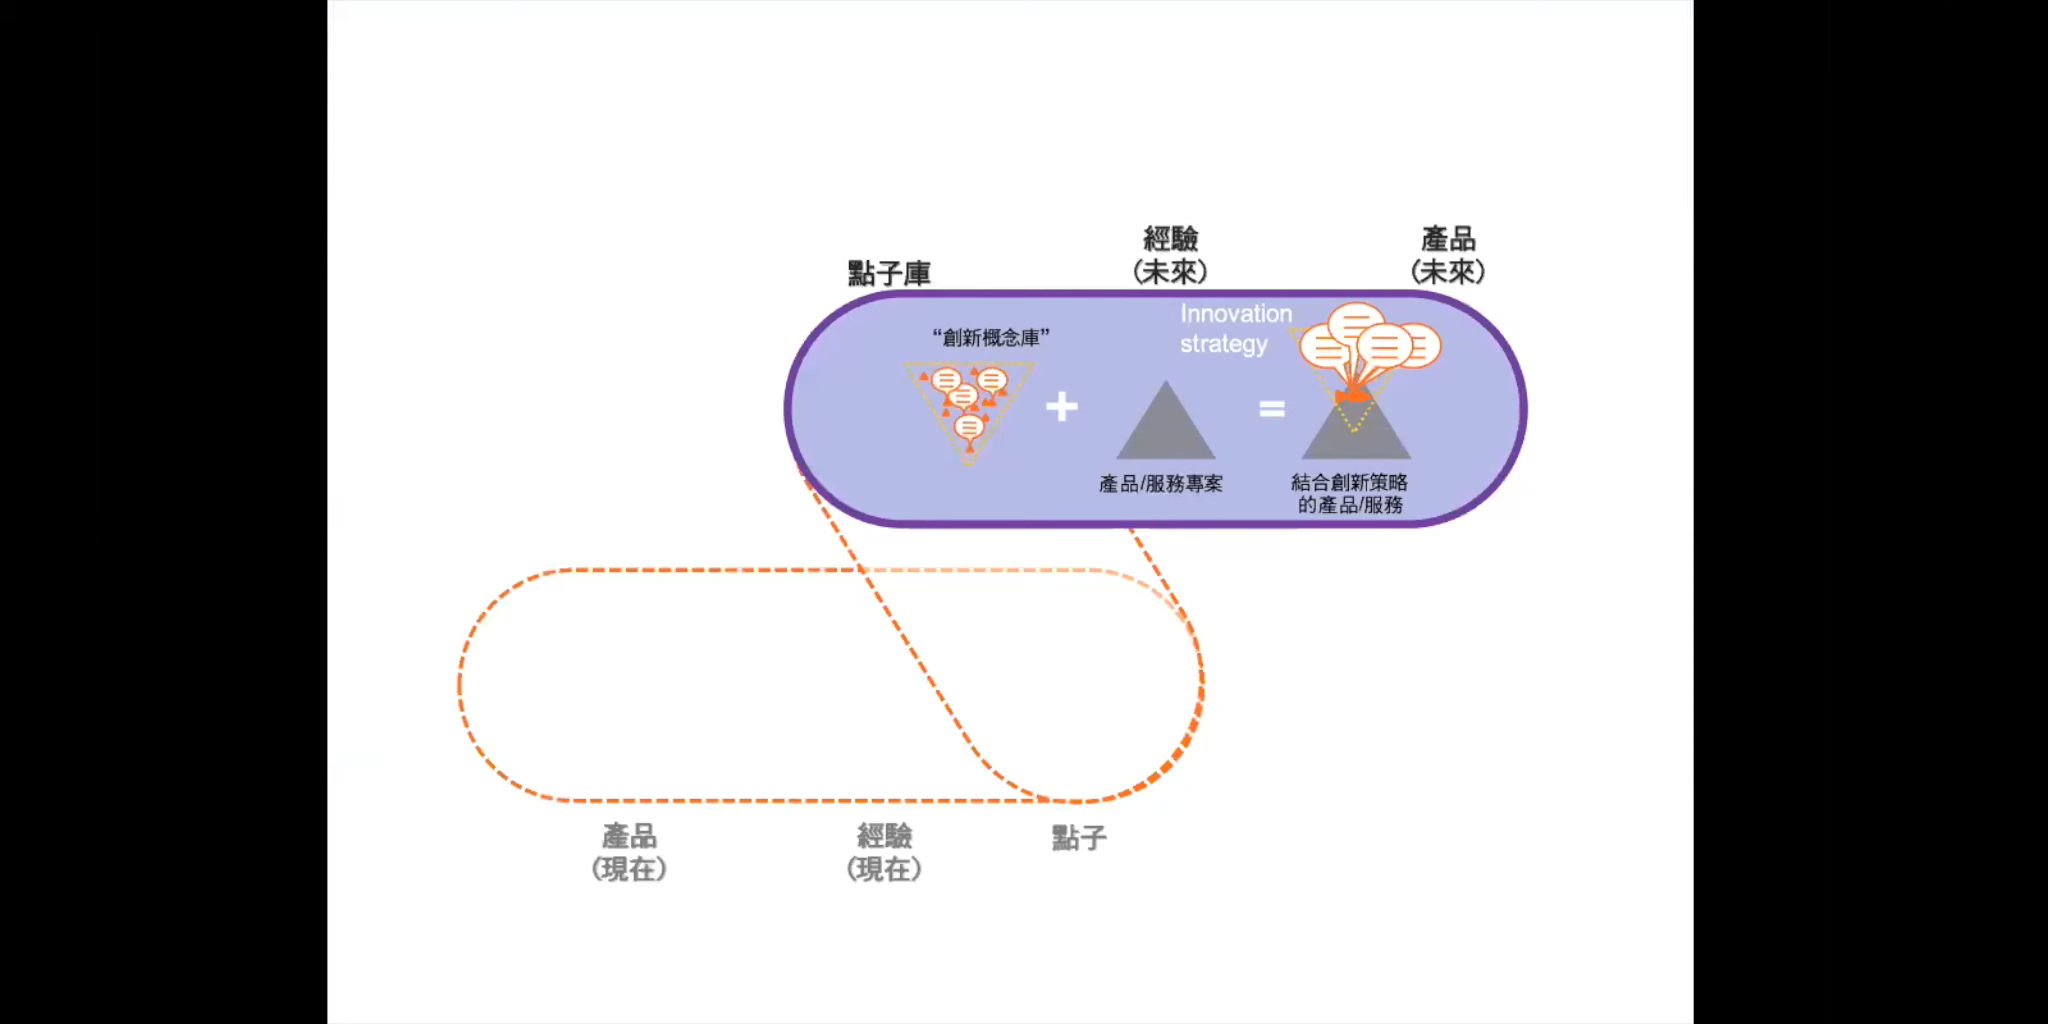 點子庫
經驗
(未來)
產品
(未來)
“創新概念庫”
+
產品/服務專案
Innovation
strategy
=
結合創新策略
的產品/服務
產品
(現在)
經驗
(現在)
點子